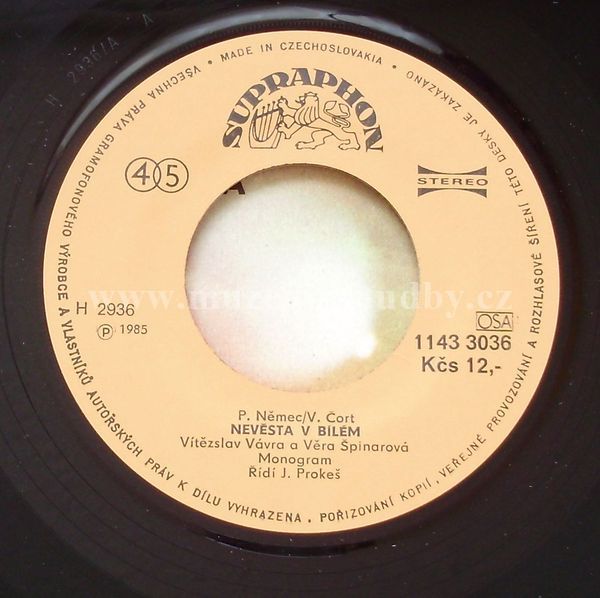 MADE IN CZECHOSLOVAKIA • VŠECHNA PRÁVA GRAMOFONOVÉHO VÝROBCE A VLASTNÍKŮ AUTORSKÝCH PRÁV K DÍLU VYHRAZENA. POŘIZOVÁNÍ KOPIÍ, VEŘEJNÉ PROVOZOVÁNÍ A ROZHLASOVÉ ŠÍŘENÍ TÉTO DESKY JE ZAKÁZÁNO •
H 2936/A A
SUPRAPHON
45
STEREO
A
H 2936
Ⓟ 1985
OSA
1143 3036
Kčs 12,-
P. Němec/V. Čort
NEVĚSTA V BÍLÉM
Vítězslav Vávra a Věra Špinarová
Monogram
Řídí J. Prokeš